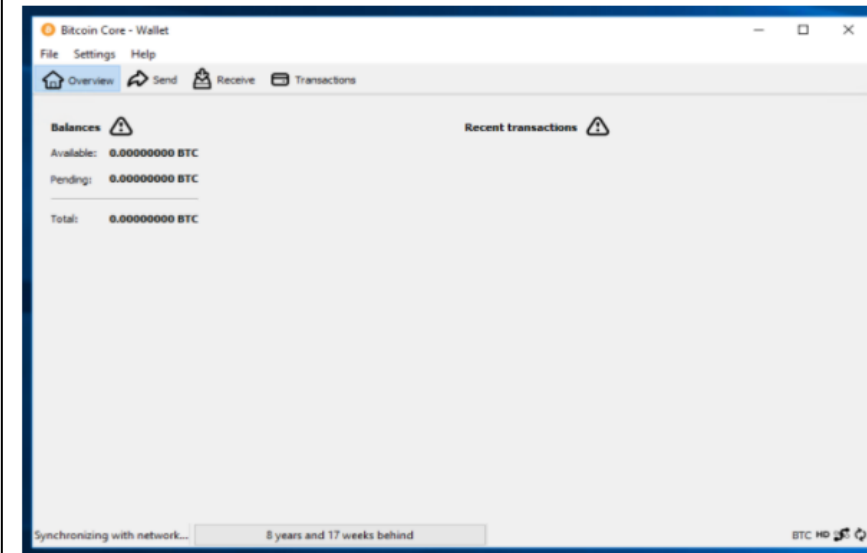 Bitcoin Core - Wallet
File Settings Help
Overview Send Receive Transactions
Balances
Recent transactions
Available: 0.00000000 BTC
Pending: 0.00000000 BTC
Total: 0.00000000 BTC
Synchronizing with network... 8 years and 17 weeks behind BTC HD